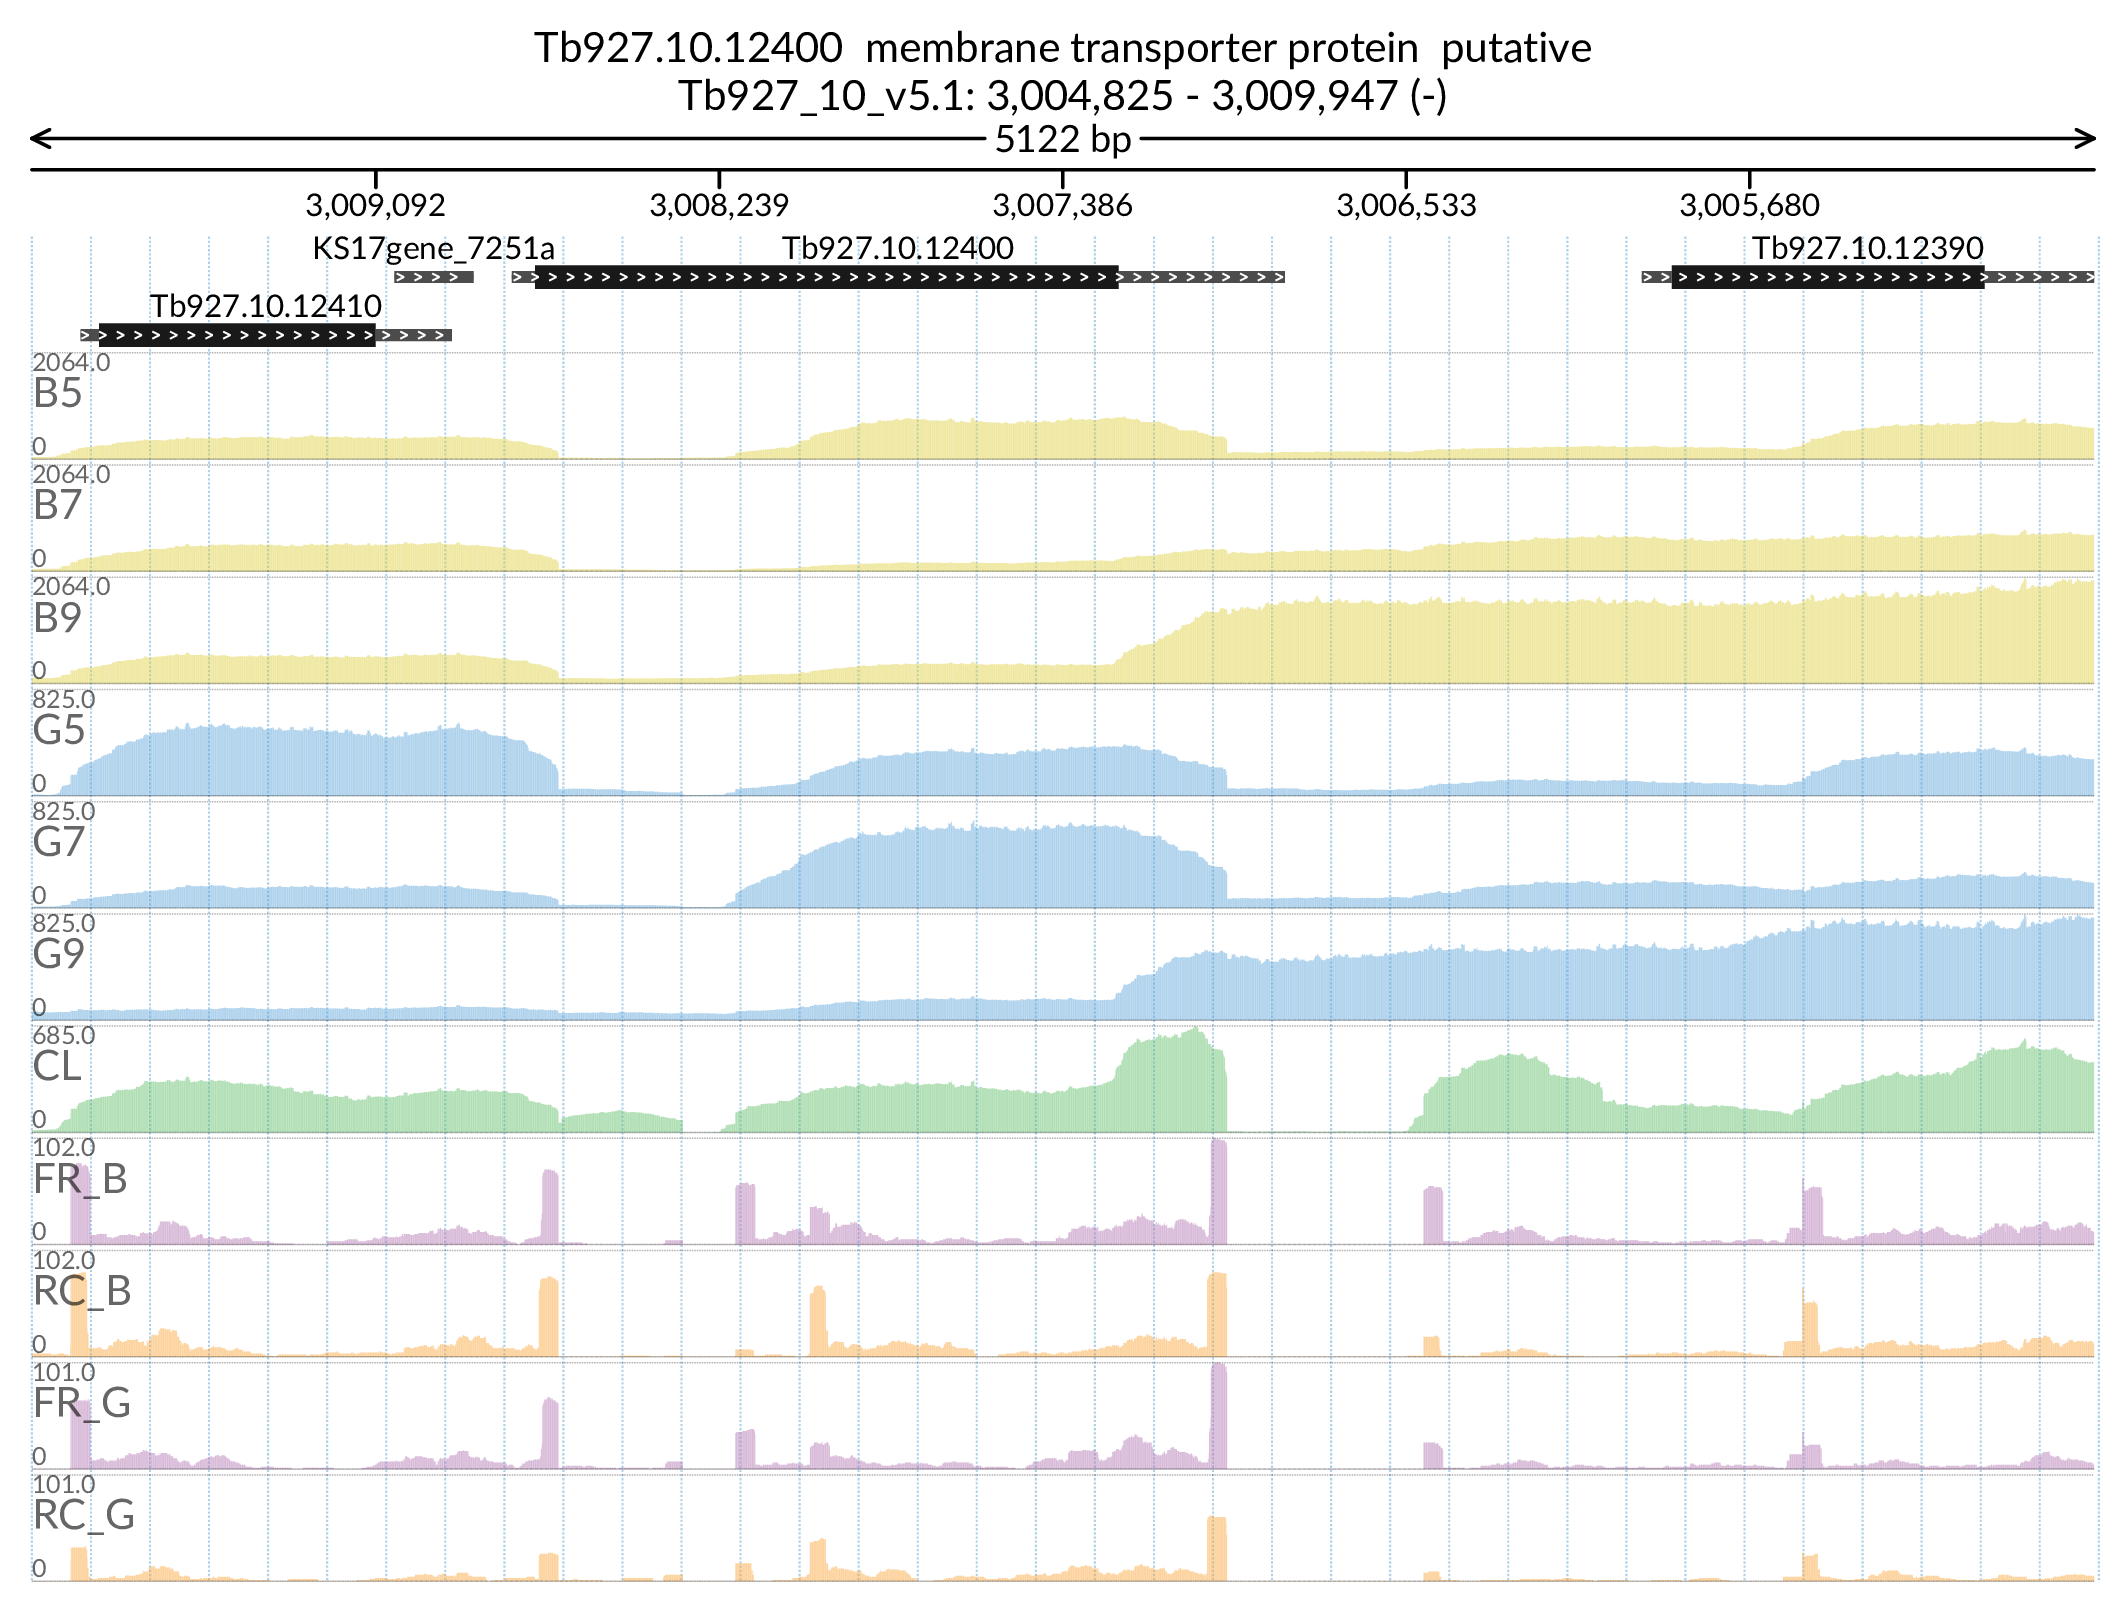 Tb927.10.12400 membrane transporter protein putative
Tb927_10_v5.1: 3,004,825 - 3,009,947 (-)
5122 bp
3,009,092 3,008,239 3,007,386 3,006,533 3,005,680
KS17gene_7251a Tb927.10.12400 Tb927.10.12390
Tb927.10.12410
2064.0
B5
0
2064.0
B7
0
2064.0
B9
0
825.0
G5
0
825.0
G7
0
825.0
G9
0
685.0
CL
0
102.0
FR_B
0
102.0
RC_B
0
101.0
FR_G
0
101.0
RC_G
0